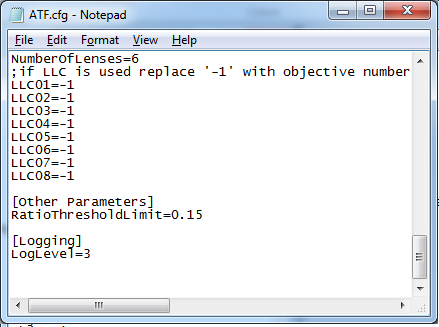 ATF.cfg - Notepad
File Edit Format View Help
NumberOfLenses=6
;if LLC is used replace '-1' with objective number
LLC01=-1
LLC02=-1
LLC03=-1
LLC04=-1
LLC05=-1
LLC06=-1
LLC07=-1
LLC08=-1
[Other Parameters]
RatioThresholdLimit=0.15
[Logging]
LogLevel=3